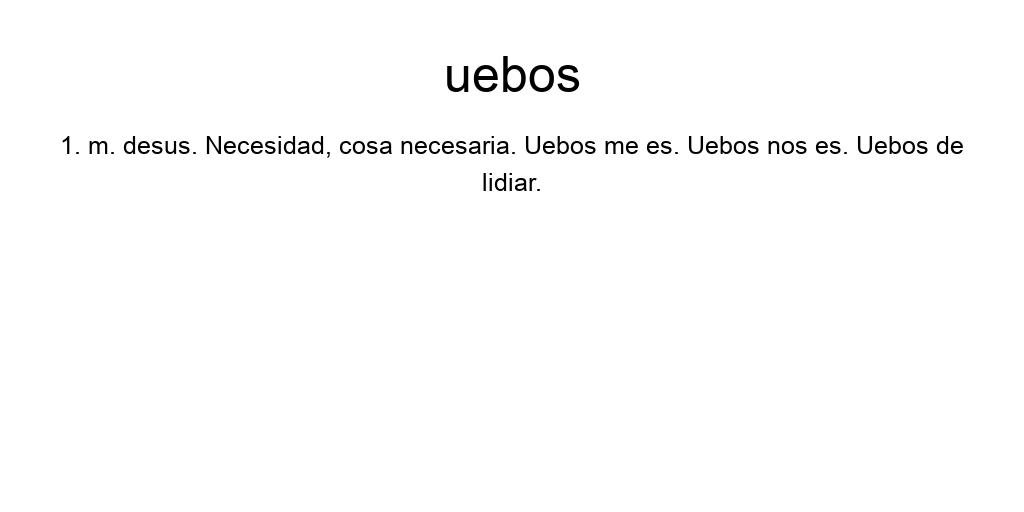 uebos
1. m. desus. Necesidad, cosa necesaria. Uebos me es. Uebos nos es. Uebos de
lidiar.